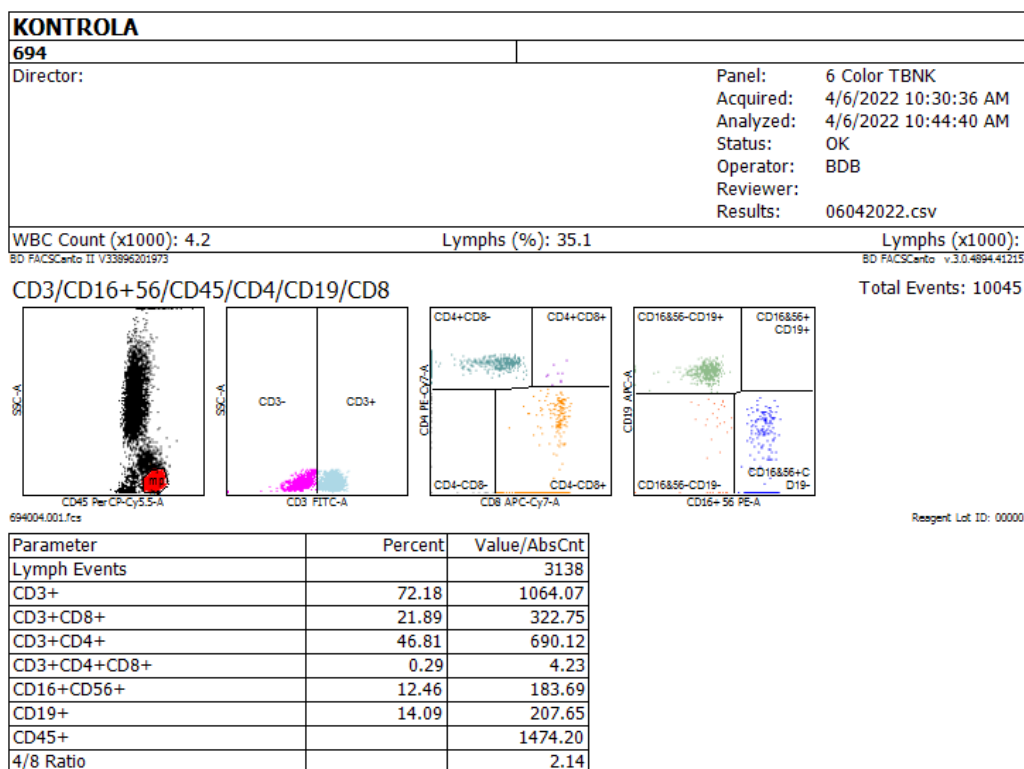 KONTROLA
694
Director:
Panel: 6 Color TBNK
Acquired: 4/6/2022 10:30:36 AM
Analyzed: 4/6/2022 10:44:40 AM
Status: OK
Operator: BDB
Reviewer:
Results: 06042022.csv
WBC Count (x1000): 4.2 Lymphs (%): 35.1 Lymphs (x1000):
BD FACSCanto II V33896201973 BD FACSCanto v.3.0.4894.41215
CD3/CD16+56/CD45/CD4/CD19/CD8 Total Events: 10045
SSC-A
CD45 PerCP-Cy5.5-A
SSC-A
CD3-
CD3+
CD3 FITC-A
CD4 PE-Cy7-A
CD4+CD8-
CD4+CD8+
CD4-CD8-
CD4-CD8+
CD8 APC-Cy7-A
CD19 APC-A
CD16&56-CD19+
CD16&56+
CD19+
CD16&56-CD19-
CD16&56+C
D19-
CD16+56 PE-A
694004.001.fcs Reagent Lot ID: 00000
Parameter Percent Value/AbsCnt
Lymph Events 3138
CD3+ 72.18 1064.07
CD3+CD8+ 21.89 322.75
CD3+CD4+ 46.81 690.12
CD3+CD4+CD8+ 0.29 4.23
CD16+CD56+ 12.46 183.69
CD19+ 14.09 207.65
CD45+ 1474.20
4/8 Ratio 2.14